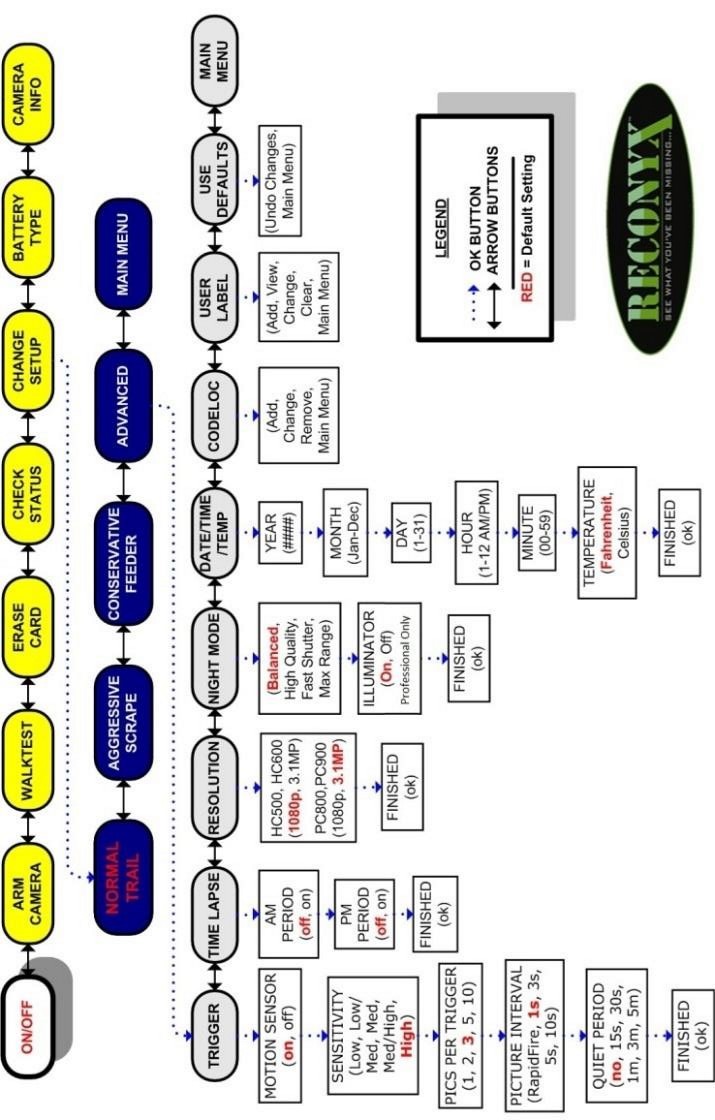 ON/OFF
ARM
CAMERA
WALKTEST
ERASE
CARD
CHECK
STATUS
CHANGE
SETUP
BATTERY
TYPE
CAMERA
INFO
NORMAL
TRAIL
AGGRESSIVE
SCRAPE
CONSERVATIVE
FEEDER
ADVANCED
MAIN MENU
TRIGGER
TIME LAPSE
RESOLUTION
NIGHT MODE
DATE/TIME
/TEMP
CODELOC
USER
LABEL
USE
DEFAULTS
MAIN
MENU
MOTION SENSOR
(on, off)
SENSITIVITY
(Low, Low/
Med, Med,
Med/High,
High)
PICS PER TRIGGER
(1, 2, 3, 5, 10)
PICTURE INTERVAL
(RapidFire, 1s, 3s,
5s, 10s)
QUIET PERIOD
(no, 15s, 30s,
1m, 3m, 5m)
FINISHED
(ok)
AM
PERIOD
(off, on)
PM
PERIOD
(off, on)
FINISHED
(ok)
HC500, HC600
(1080p, 3.1MP)
PC800,PC900
(1080p, 3.1MP)
FINISHED
(ok)
(Balanced,
High Quality,
Fast Shutter,
Max Range)
ILLUMINATOR
(On, Off)
Professional Only
FINISHED
(ok)
YEAR
(####)
MONTH
(Jan-Dec)
DAY
(1-31)
HOUR
(1-12 AM/PM)
MINUTE
(00-59)
TEMPERATURE
(Fahrenheit,
Celsius)
FINISHED
(ok)
(Add,
Change,
Remove,
Main Menu)
(Add, View,
Change,
Clear,
Main Menu)
(Undo Changes,
Main Menu)
LEGEND
OK BUTTON
ARROW BUTTONS
RED = Default Setting
RECONYX™
SEE WHAT YOU'VE BEEN MISSING...